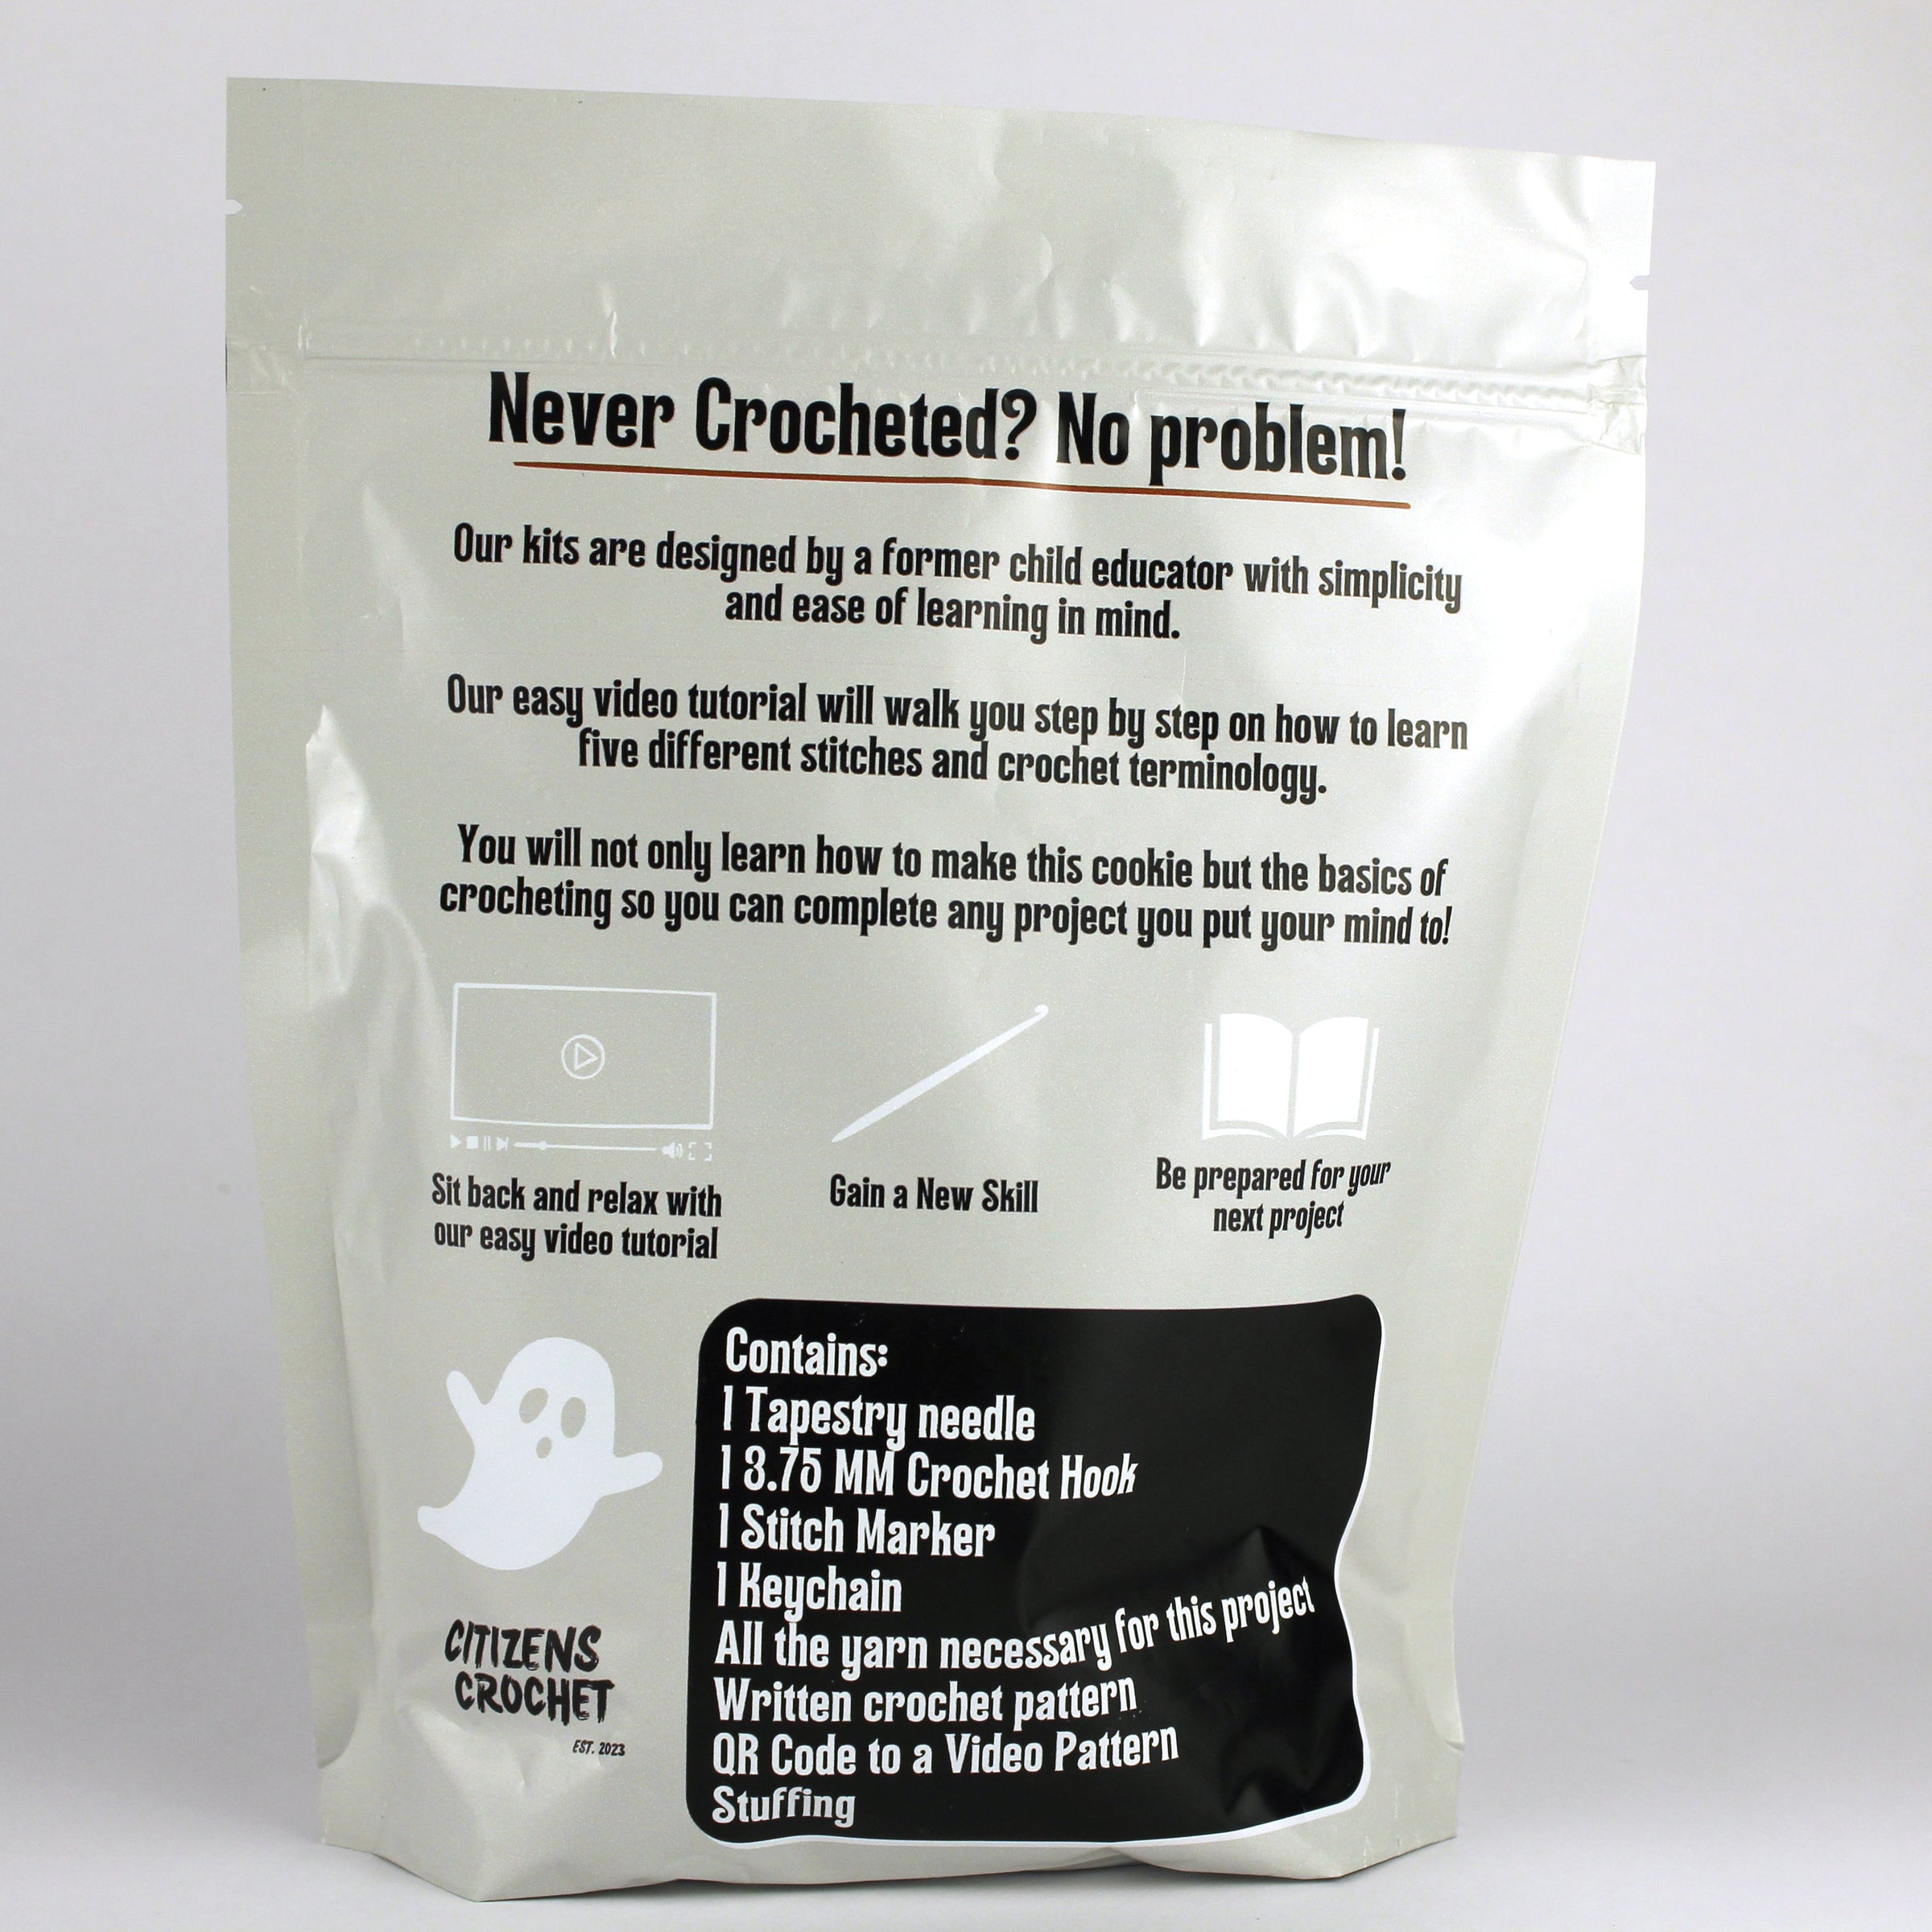 Never Crocheted? No problem!
Our kits are designed by a former child educator with simplicity
and ease of learning in mind.
Our easy video tutorial will walk you step by step on how to learn
five different stitches and crochet terminology.
You will not only learn how to make this cookie but the basics of
crocheting so you can complete any project you put your mind to!
Sit back and relax with
our easy video tutorial
Gain a New Skill
Be prepared for your
next project
Contains:
1 Tapestry needle
1 3.75 MM Crochet Hook
1 Stitch Marker
1 Keychain
All the yarn necessary for this project
Written crochet pattern
QR Code to a Video Pattern
Stuffing
CITIZENS
CROCHET
EST. 2023